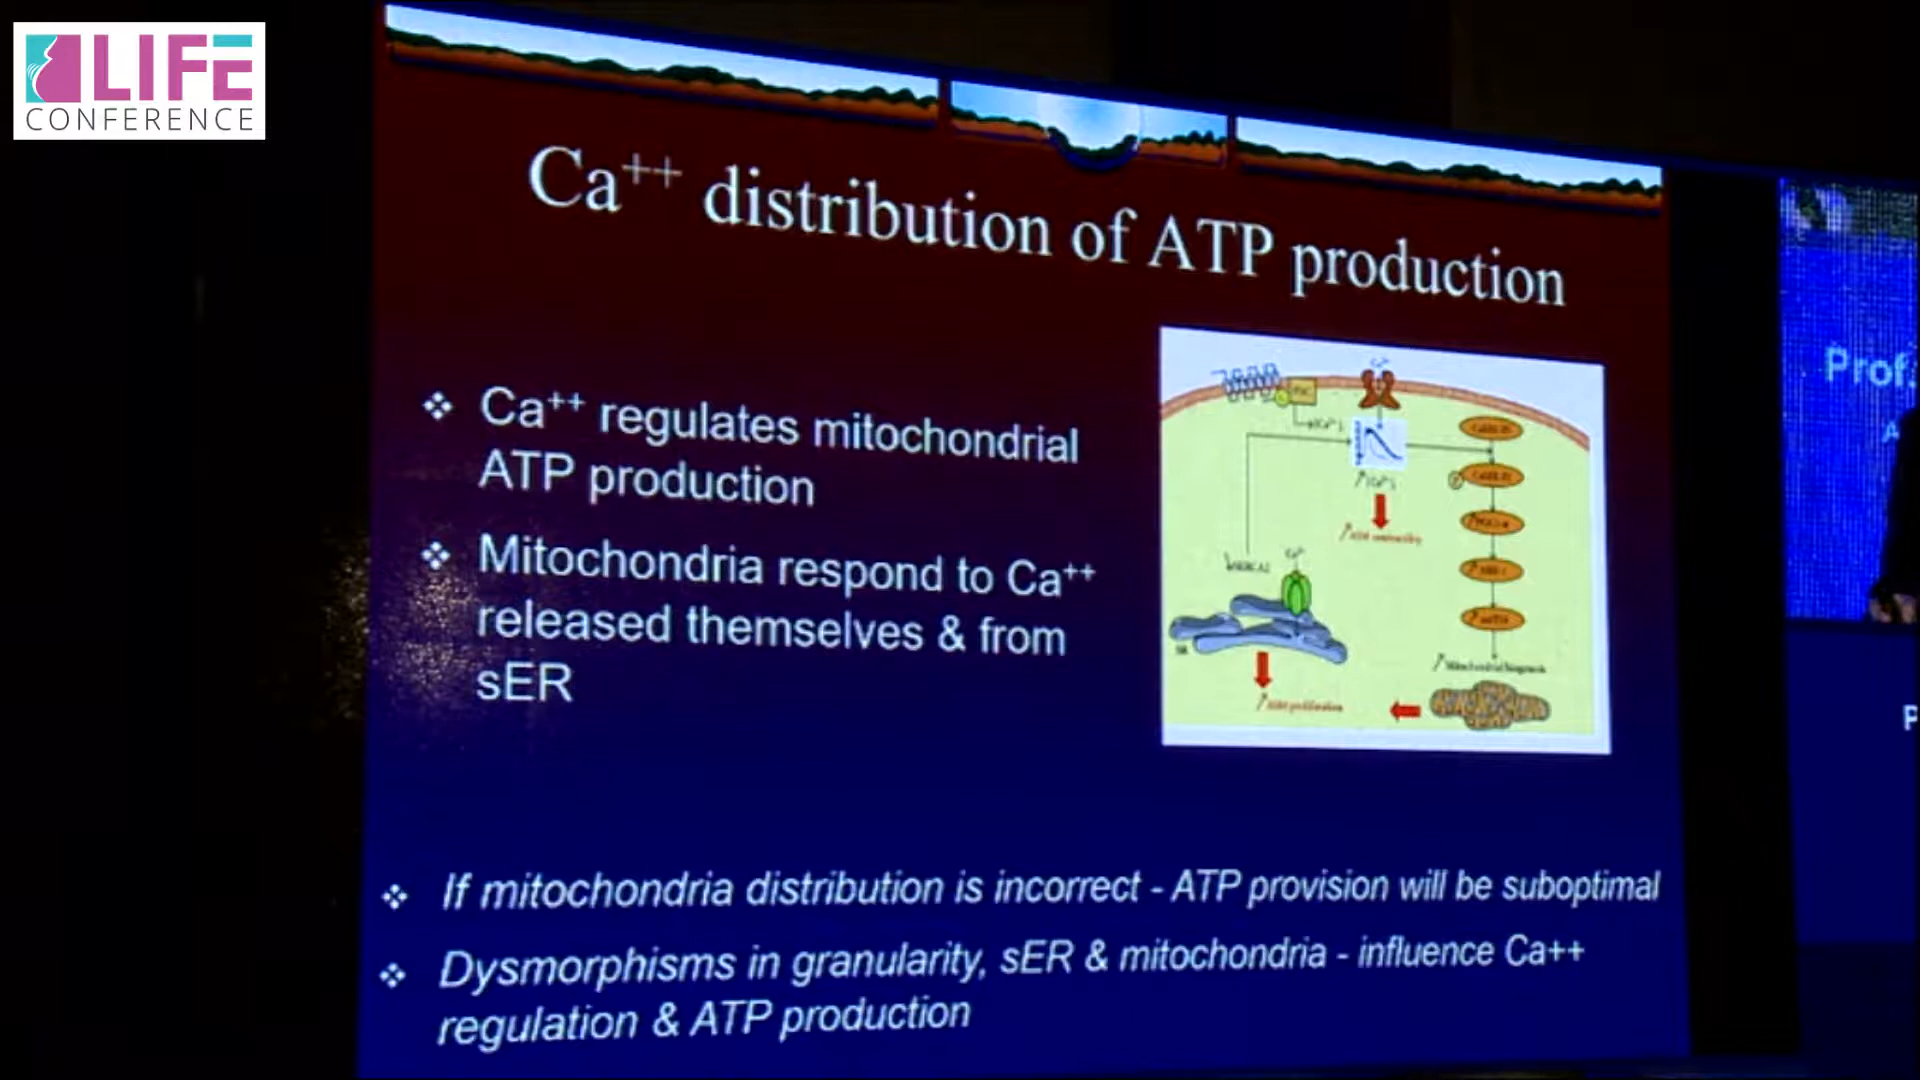 LIFE
CONFERENCE
Ca++ distribution of ATP production
❖ Ca++ regulates mitochondrial
ATP production
❖ Mitochondria respond to Ca++
released themselves & from
sER
❖ If mitochondria distribution is incorrect - ATP provision will be suboptimal
❖ Dysmorphisms in granularity, sER & mitochondria - influence Ca++
regulation & ATP production
Prof.
A
P